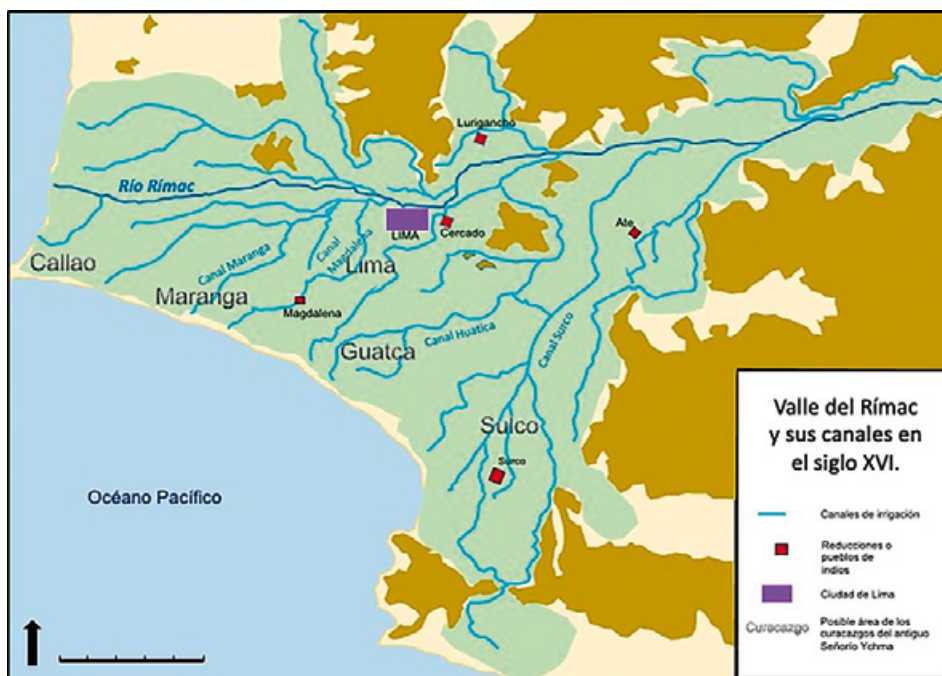 Lurigancho
Río Rímac
LIMA
Cercado
Ate
Callao
Canal Maranga
Canal
Magdalena
Lima
Maranga
Magdalena
Guatca
Canal Huatica
Canal Surco
Sulco
Surco
Océano Pacífico
Valle del Rímac
y sus canales en
el siglo XVI.
Canales de irrigación
Reducciones o
pueblos de
indios
Ciudad de Lima
Curacazgo
Posible área de los
curacazgos del antiguo
Señorío Ychma